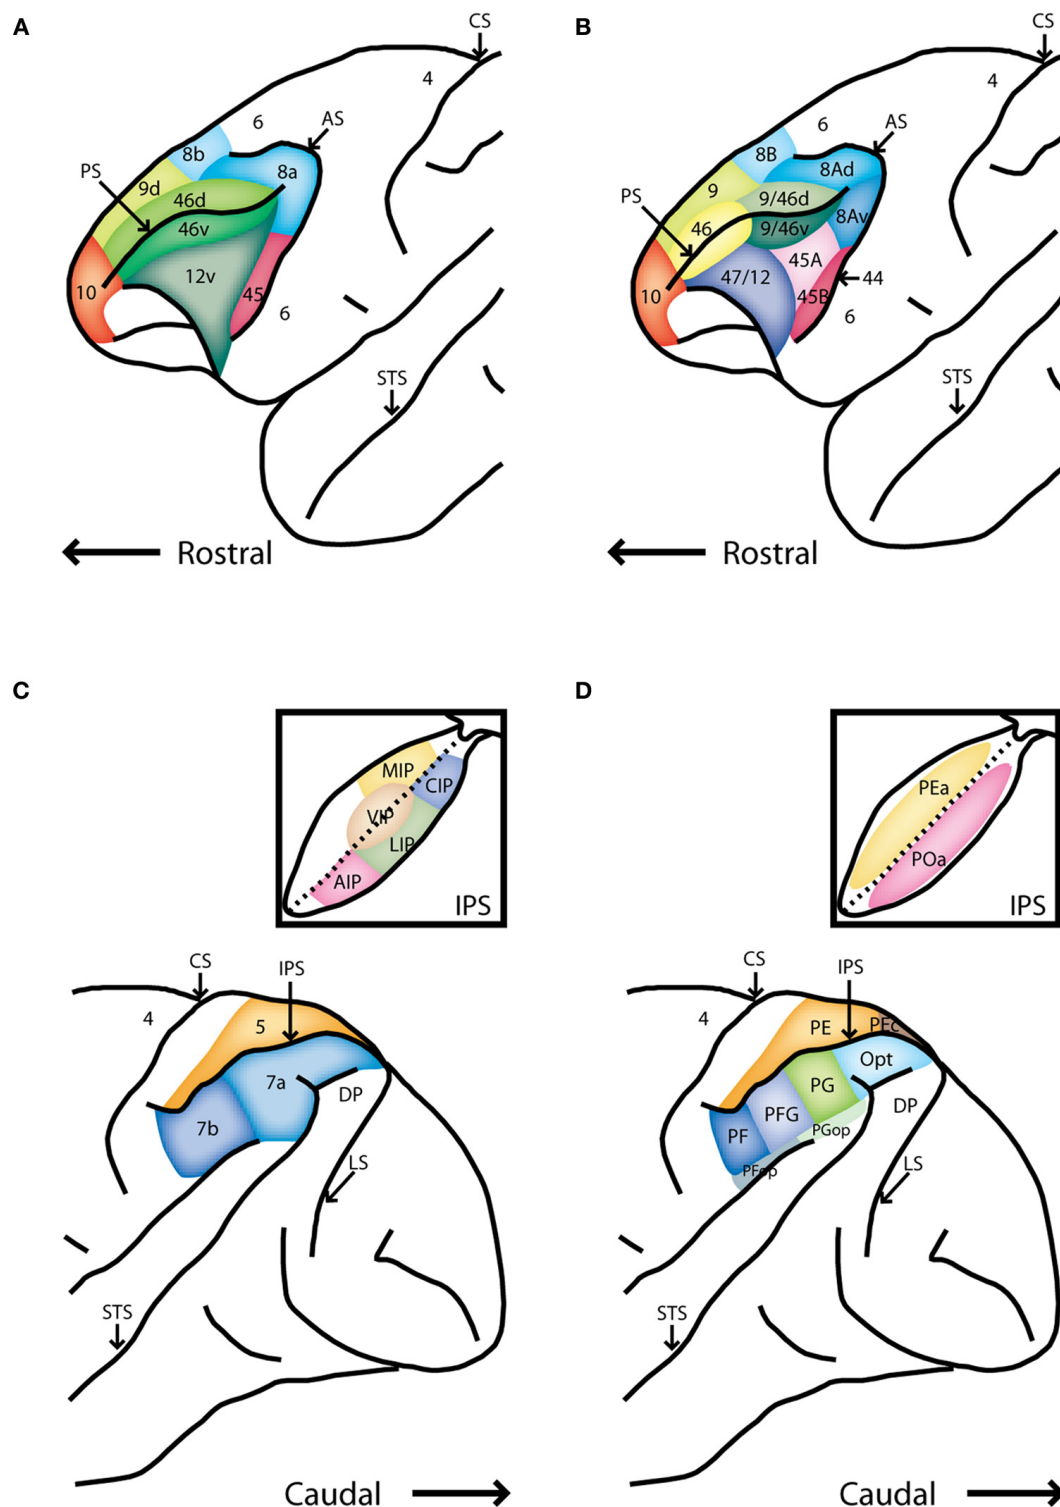 A
CS
4
6
AS
8b
PS
9d
8a
46d
46v
12v
10
45
6
STS
Rostral
B
CS
4
6
AS
8B
8Ad
PS
9
9/46d
8Av
46
9/46v
45A
47/12
44
10
45B
6
STS
Rostral
C
MIP
CIP
VIP
LIP
AIP
IPS
CS
IPS
4
5
7a
DP
7b
LS
STS
Caudal
D
PEa
POa
IPS
CS
IPS
4
PE
PEc
Opt
PG
DP
PFG
PF
PGop
PFop
LS
STS
Caudal